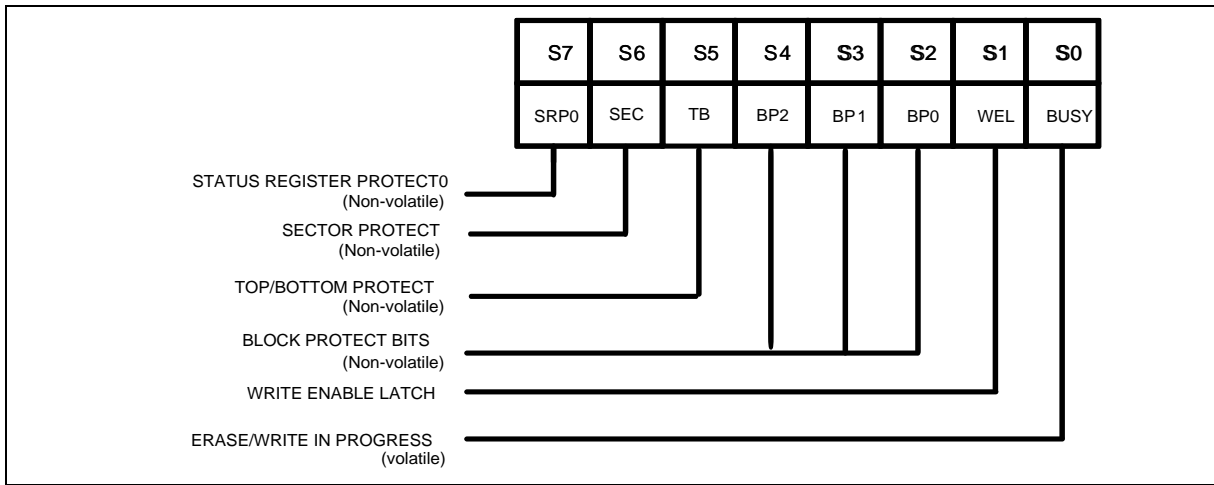 S7 S6 S5 S4 S3 S2 S1 S0
SRP0 SEC TB BP2 BP1 BP0 WEL BUSY
STATUS REGISTER PROTECT0
(Non-volatile)
SECTOR PROTECT
(Non-volatile)
TOP/BOTTOM PROTECT
(Non-volatile)
BLOCK PROTECT BITS
(Non-volatile)
WRITE ENABLE LATCH
ERASE/WRITE IN PROGRESS
(volatile)